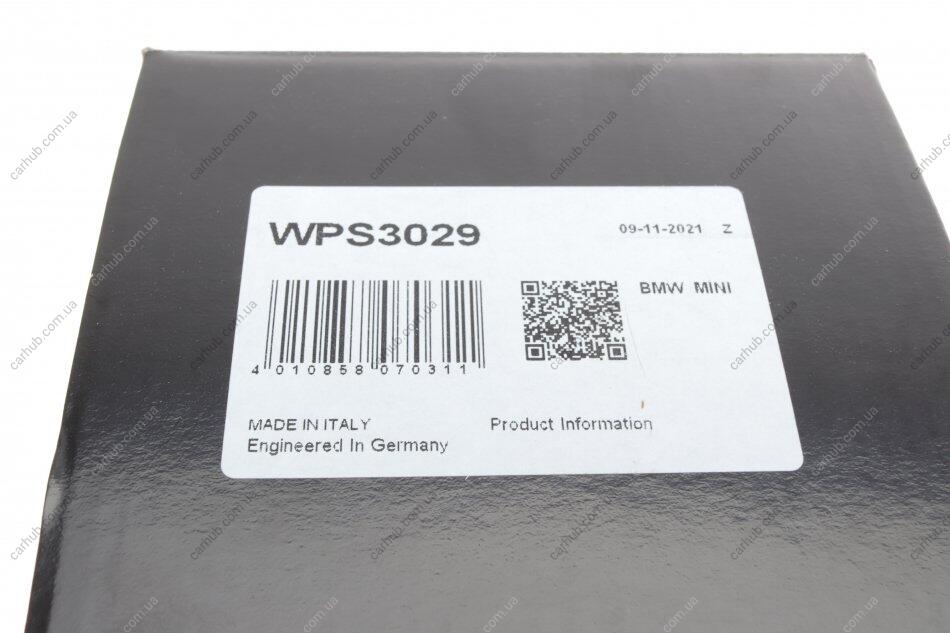 WPS3029
09-11-2021 Z
BMW MINI
4 010858 070311
MADE IN ITALY
Engineered In Germany
Product Information
carhub.com.ua